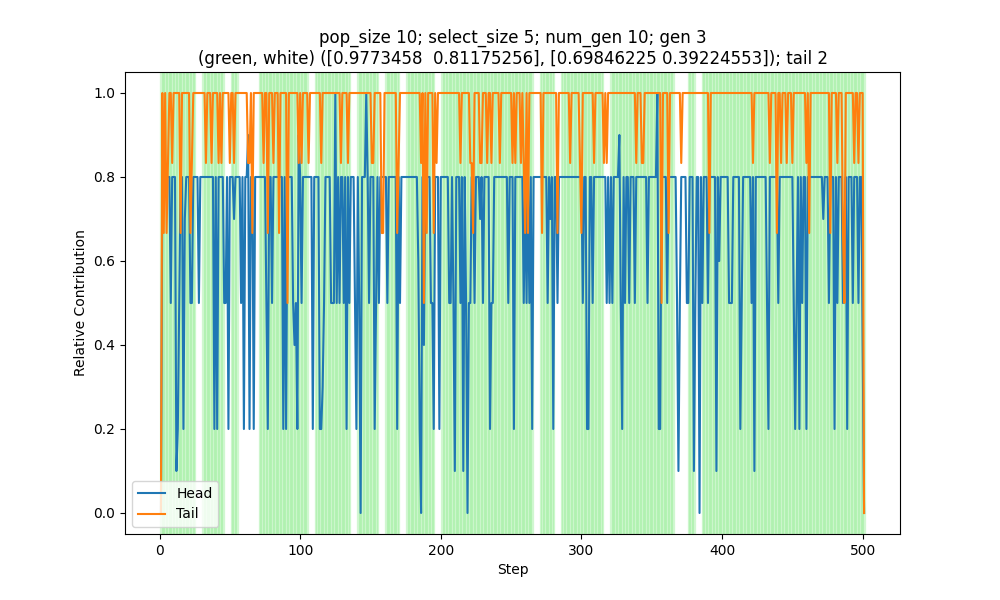 pop_size 10; select_size 5; num_gen 10; gen 3
(green, white) ([0.9773458  0.81175256], [0.69846225 0.39224553]); tail 2
1.0
0.8
0.6
0.4
0.2
0.0
Relative Contribution
Head
Tail
0
100
200
300
400
500
Step